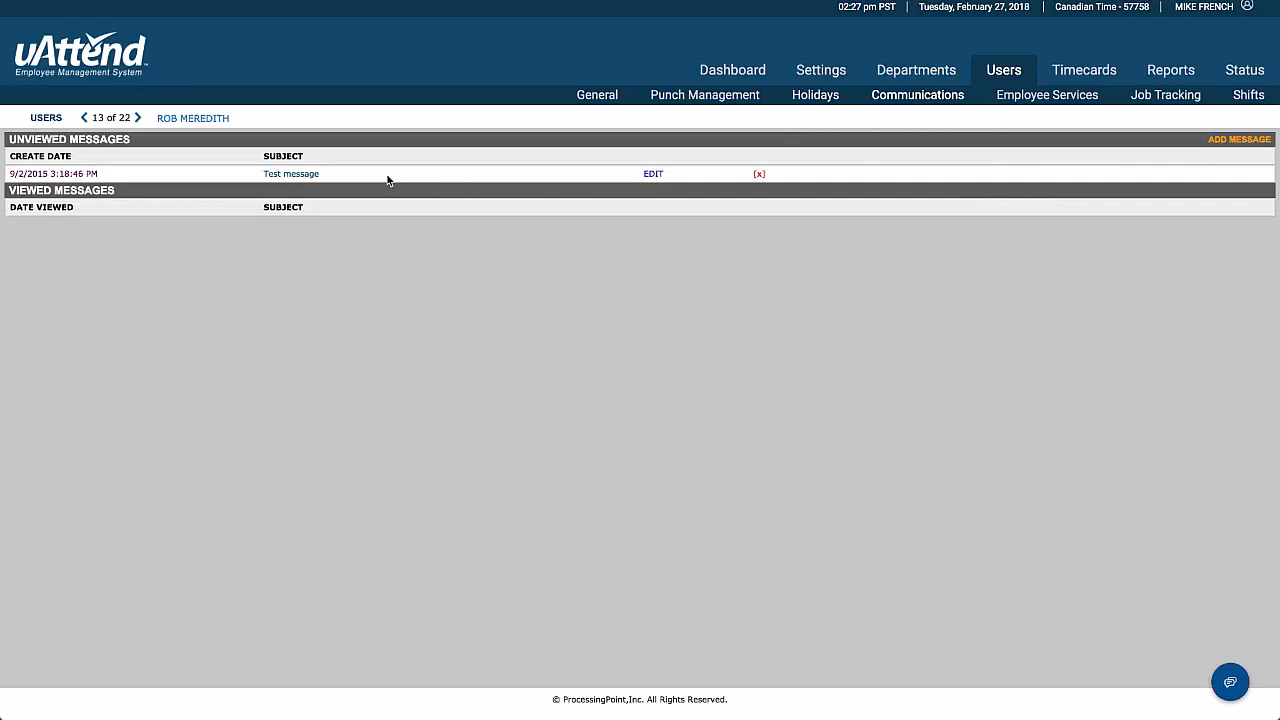 02:27 pm PST | Tuesday, February 27, 2018 | Canadian Time - 57758 | MIKE FRENCH
uAttend
Employee Management System
Dashboard Settings Departments Users Timecards Reports Status
General Punch Management Holidays Communications Employee Services Job Tracking Shifts
USERS 13 of 22 ROB MEREDITH
UNVIEWED MESSAGES ADD MESSAGE
CREATE DATE SUBJECT
9/2/2015 3:18:46 PM Test message EDIT [x]
VIEWED MESSAGES
DATE VIEWED SUBJECT
© ProcessingPoint,Inc. All Rights Reserved.